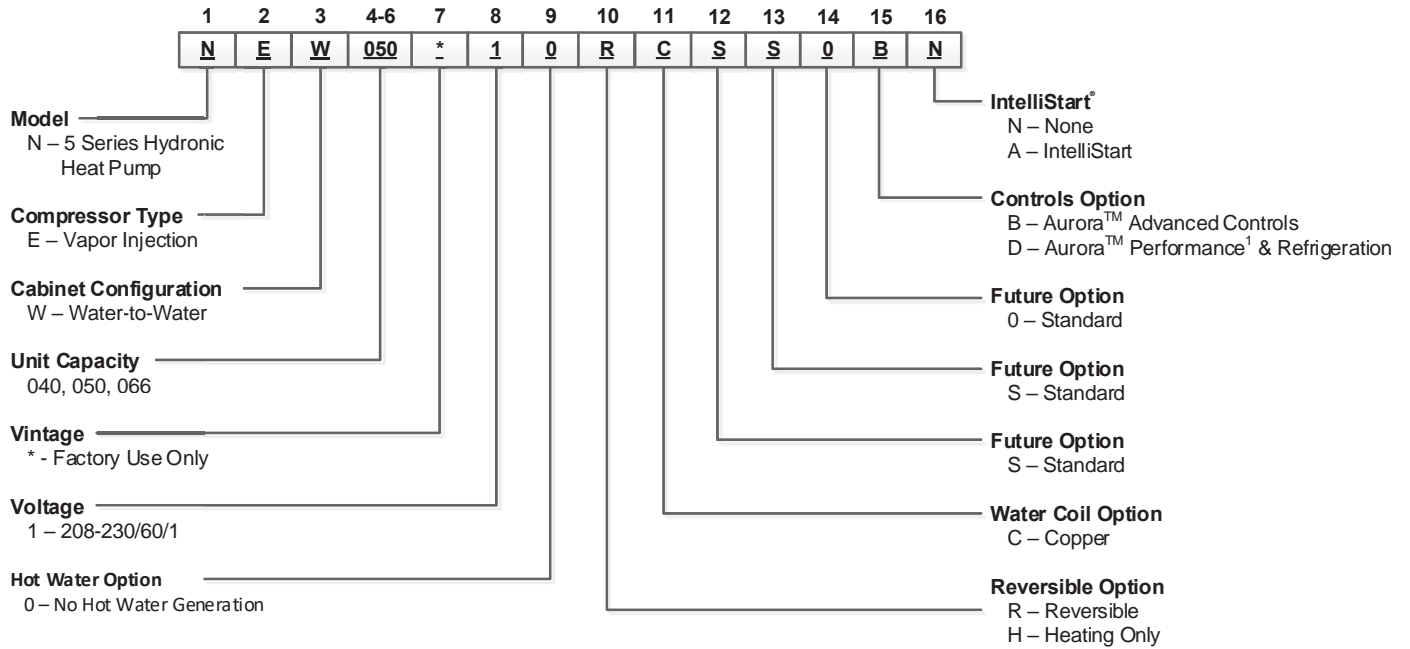 1 2 3 4-6 7 8 9 10 11 12 13 14 15 16
N E W 050 * 1 0 R C S S 0 B N
Model
N – 5 Series Hydronic
Heat Pump
Compressor Type
E – Vapor Injection
Cabinet Configuration
W – Water-to-Water
Unit Capacity
040, 050, 066
Vintage
* - Factory Use Only
Voltage
1 – 208-230/60/1
Hot Water Option
0 – No Hot Water Generation
IntelliStart®
N – None
A – IntelliStart
Controls Option
B – Aurora™ Advanced Controls
D – Aurora™ Performance¹ & Refrigeration
Future Option
0 – Standard
Future Option
S – Standard
Future Option
S – Standard
Water Coil Option
C – Copper
Reversible Option
R – Reversible
H – Heating Only